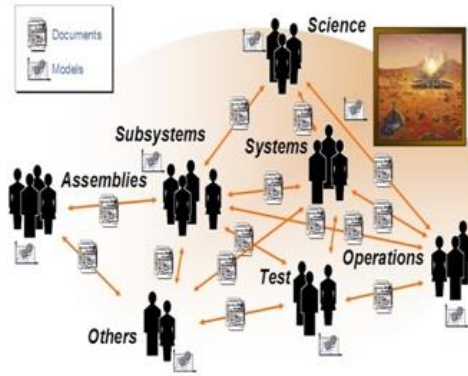 Documents
Models
Science
Subsystems
Systems
Assemblies
Operations
Test
Others